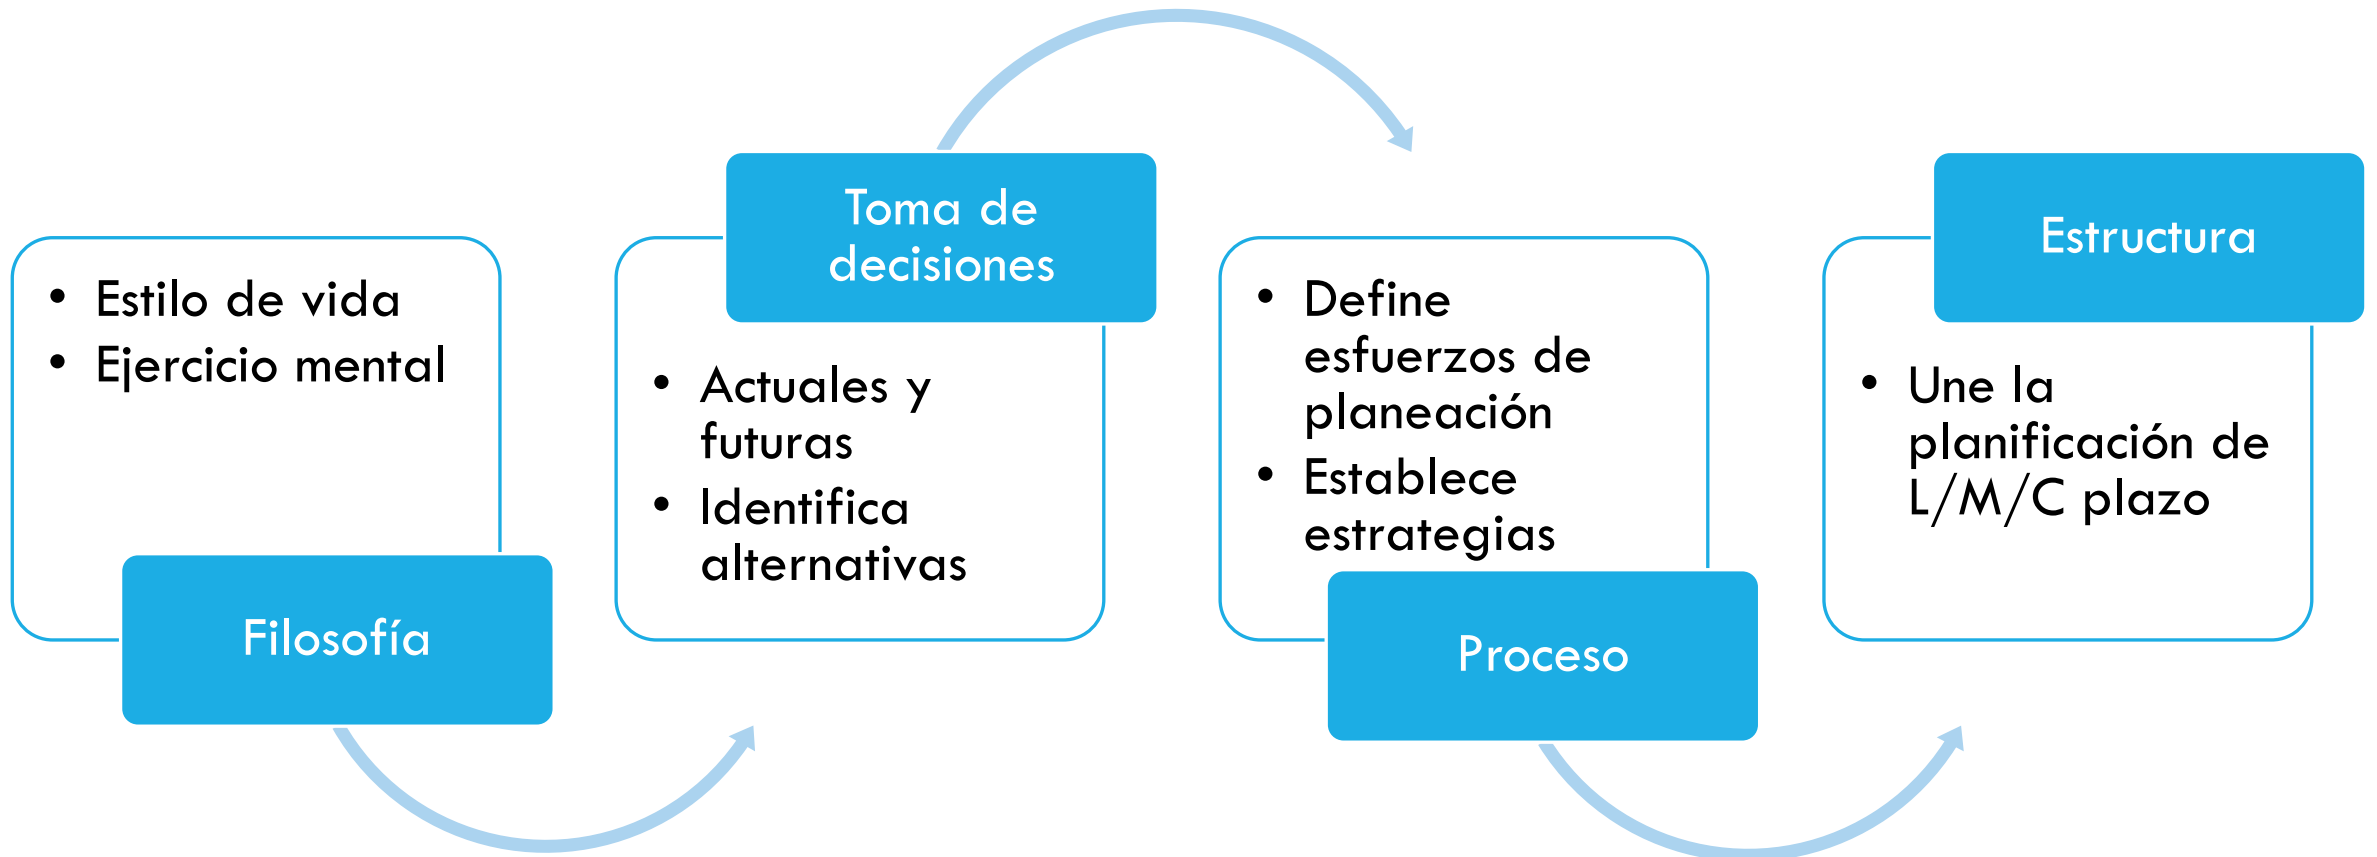 • Estilo de vida
• Ejercicio mental
Filosofía
Toma de
decisiones
• Actuales y
futuras
• Identifica
alternativas
• Define
esfuerzos de
planeación
• Establece
estrategias
Proceso
Estructura
• Une la
planificación de
L/M/C plazo